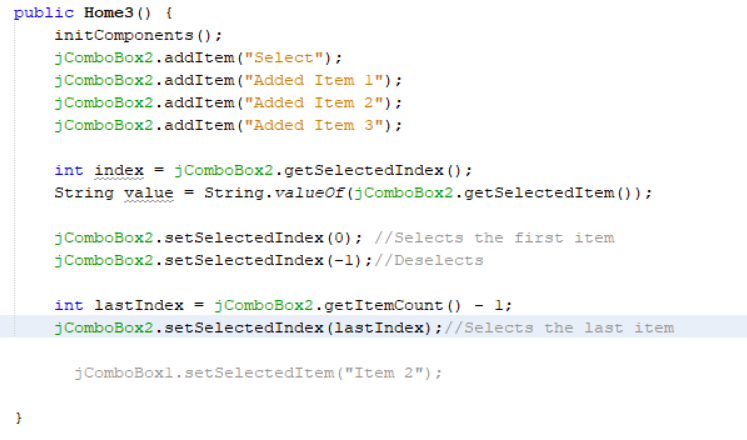 public Home3() {
initComponents();
jComboBox2.addItem("Select");
jComboBox2.addItem("Added Item 1");
jComboBox2.addItem("Added Item 2");
jComboBox2.addItem("Added Item 3");
int index = jComboBox2.getSelectedIndex();
String value = String.valueOf(jComboBox2.getSelectedItem());
jComboBox2.setSelectedIndex(0); //Selects the first item
jComboBox2.setSelectedIndex(-1);//Deselects
int lastIndex = jComboBox2.getItemCount() - 1;
jComboBox2.setSelectedIndex(lastIndex);//Selects the last item
jComboBox1.setSelectedItem("Item 2");
}